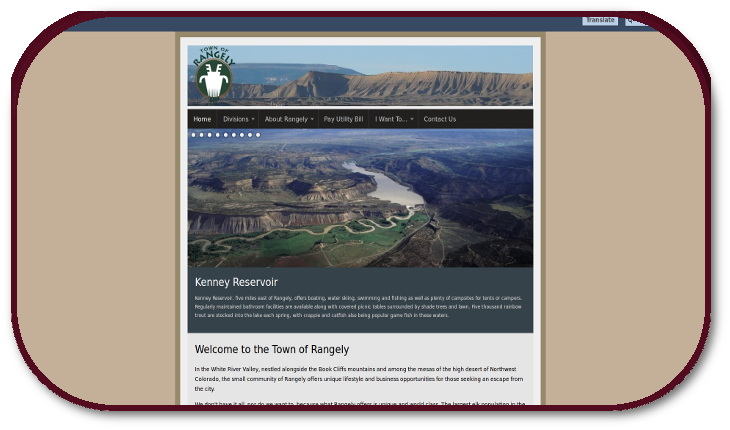 Translate
TOWN OF
RANGELY
Home Divisions About Rangely Pay Utility Bill I Want To... Contact Us
Kenney Reservoir
Kenney Reservoir, five miles east of Rangely, offers boating, water skiing, swimming and fishing as well as plenty of campsites for tents or campers.
Regularly maintained bathroom facilities are available along with covered picnic tables surrounded by shade trees and lawn. Five thousand rainbow
trout are stocked into the lake each spring, with crappie and catfish also being popular game fish in these waters.
Welcome to the Town of Rangely
In the White River Valley, nestled alongside the Book Cliffs mountains and among the mesas of the high desert of Northwest
Colorado, the small community of Rangely offers unique lifestyle and business opportunities for those seeking an escape from
the city.
We don't have it all, nor do we want to, because what Rangely offers is unique and world class. The largest elk population in the